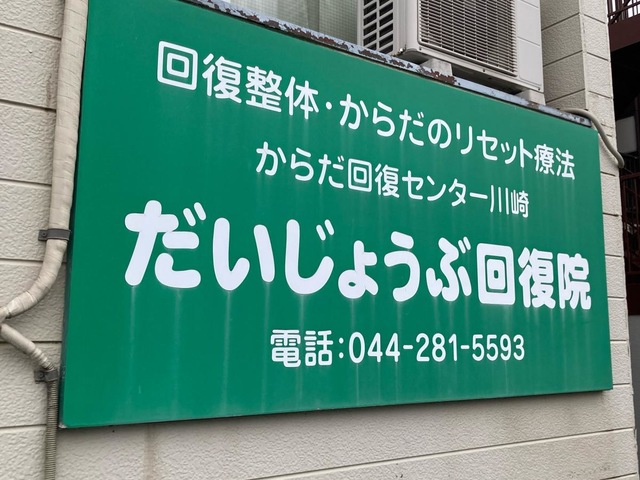 回復整体・からだのリセット療法
からだ回復センター川崎
だいじょうぶ回復院
電話:044-281-5593